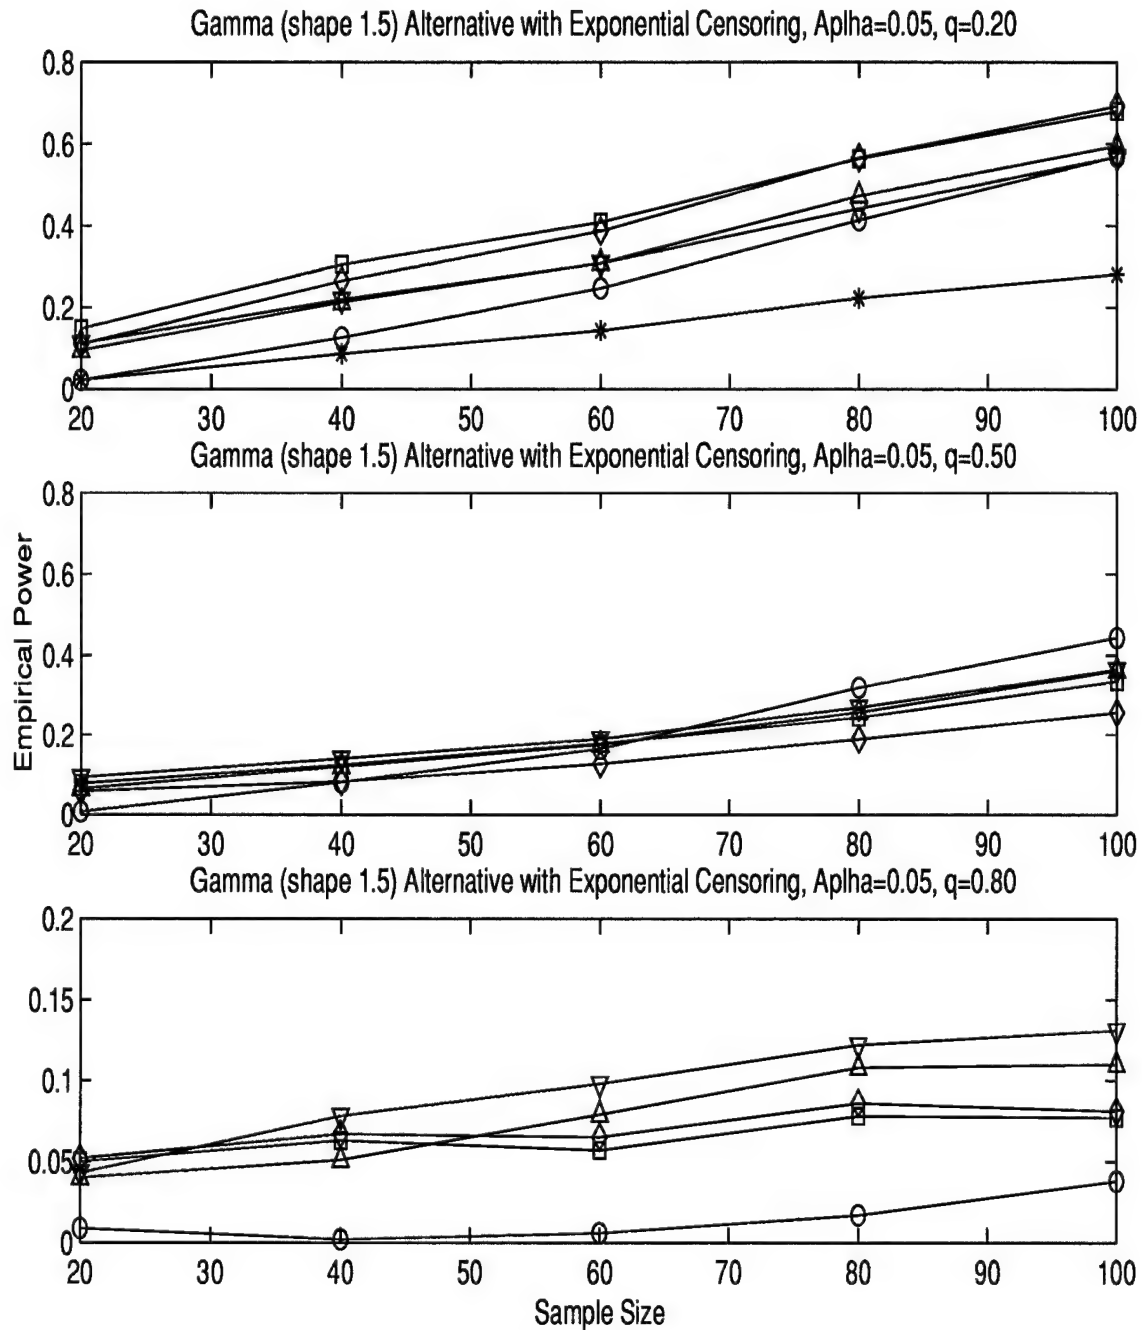 Gamma (shape 1.5) Alternative with Exponential Censoring, Aplha=0.05, q=0.20
0.8
0.6
0.4
0.2
0
20 30 40 50 60 70 80 90 100
Gamma (shape 1.5) Alternative with Exponential Censoring, Aplha=0.05, q=0.50
0.8
0.6
0.4
0.2
0
Empirical Power
20 30 40 50 60 70 80 90 100
Gamma (shape 1.5) Alternative with Exponential Censoring, Aplha=0.05, q=0.80
0.2
0.15
0.1
0.05
0
20 30 40 50 60 70 80 90 100
Sample Size